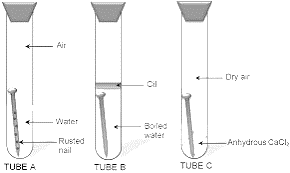 Air
Water
Rusted
nail
TUBE A
Oil
Boiled
water
TUBE B
Dry air
Anhydrous CaCl₂
TUBE C